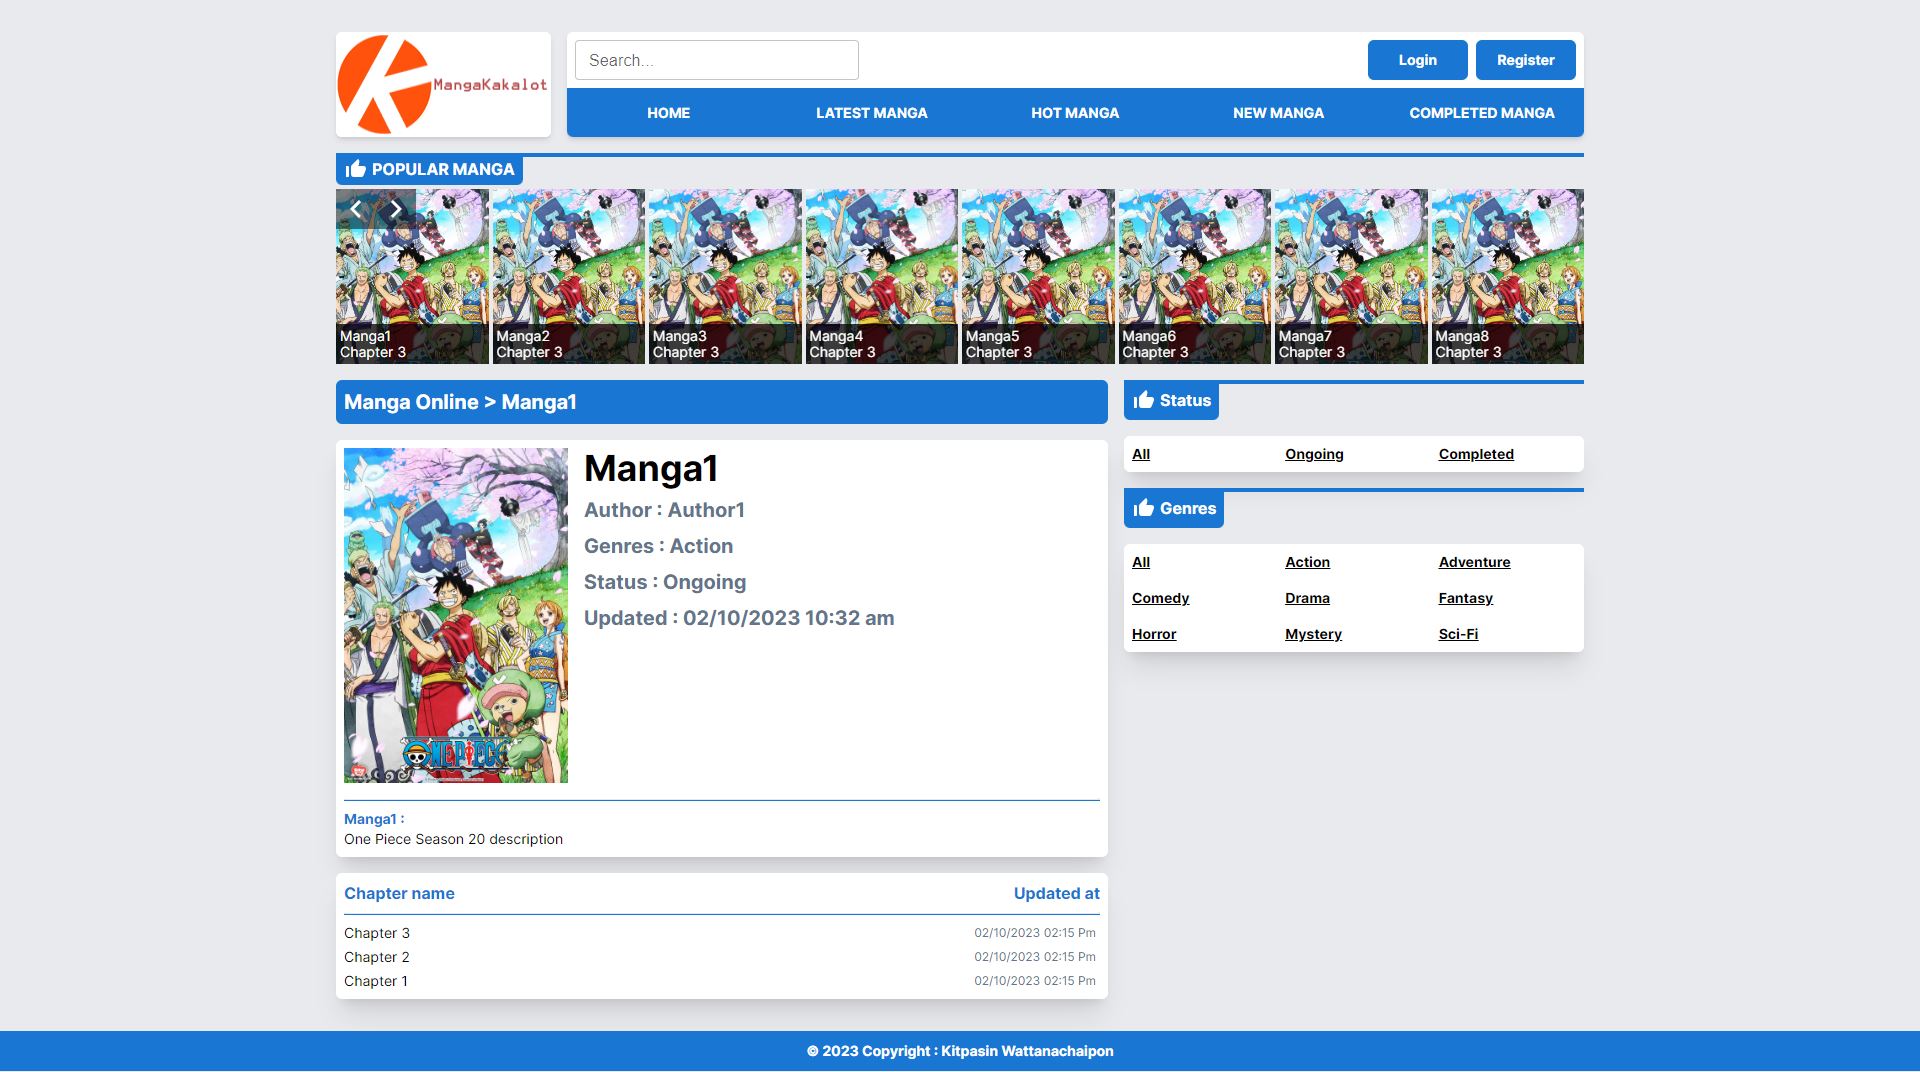 MangaKakalot
Search...
Login
Register
HOME
LATEST MANGA
HOT MANGA
NEW MANGA
COMPLETED MANGA
POPULAR MANGA
Manga1
Chapter 3
Manga2
Chapter 3
Manga3
Chapter 3
Manga4
Chapter 3
Manga5
Chapter 3
Manga6
Chapter 3
Manga7
Chapter 3
Manga8
Chapter 3
Manga Online > Manga1
Manga1
Author : Author1
Genres : Action
Status : Ongoing
Updated : 02/10/2023 10:32 am
ONE PIECE
Manga1 :
One Piece Season 20 description
Chapter name
Updated at
Chapter 3
02/10/2023 02:15 Pm
Chapter 2
02/10/2023 02:15 Pm
Chapter 1
02/10/2023 02:15 Pm
Status
All
Ongoing
Completed
Genres
All
Action
Adventure
Comedy
Drama
Fantasy
Horror
Mystery
Sci-Fi
© 2023 Copyright : Kitpasin Wattanachaipon